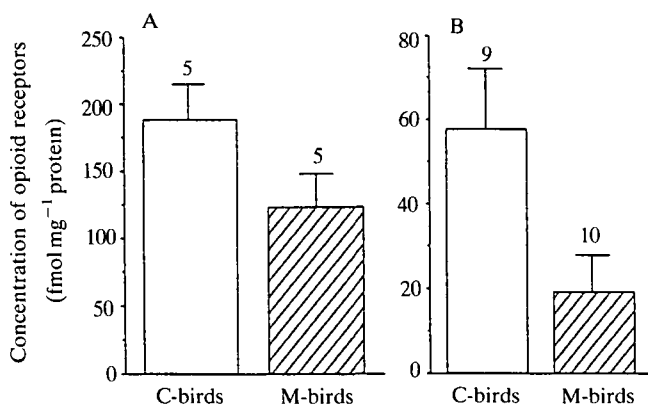 Concentration of opioid receptors
(fmol mg−1 protein)
A
250
200
150
100
50
0
5
5
C-birds
M-birds
B
80
60
40
20
0
9
10
C-birds
M-birds